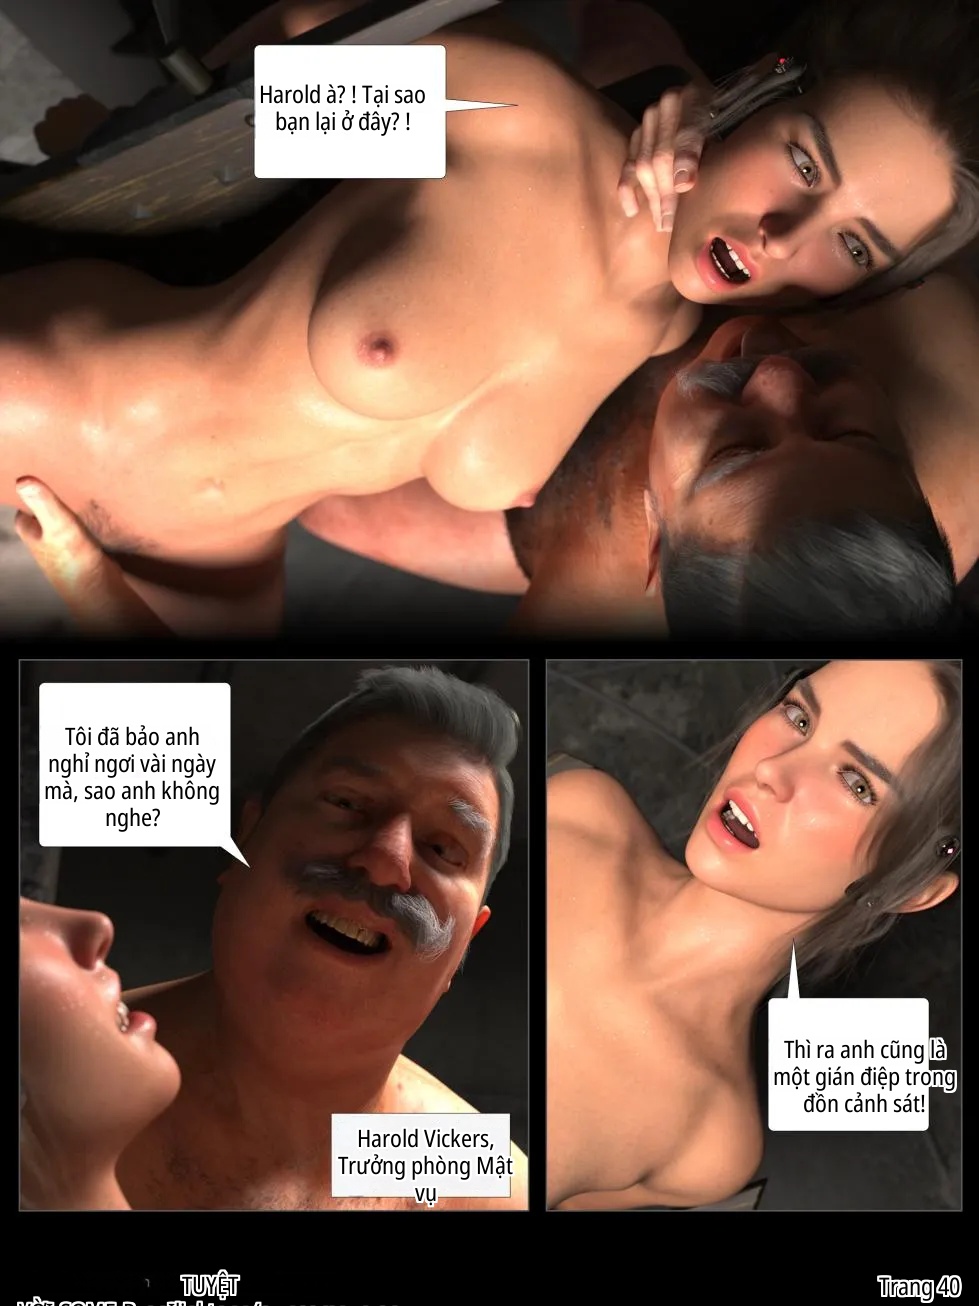 Harold à? ! Tại sao
bạn lại ở đây? !
Tôi đã bảo anh
nghỉ ngơi vài ngày
mà, sao anh không
nghe?
Thì ra anh cũng là
một gián điệp trong
đồn cảnh sát!
Harold Vickers,
Trưởng phòng Mật
vụ
TUYỆT
Trang 40